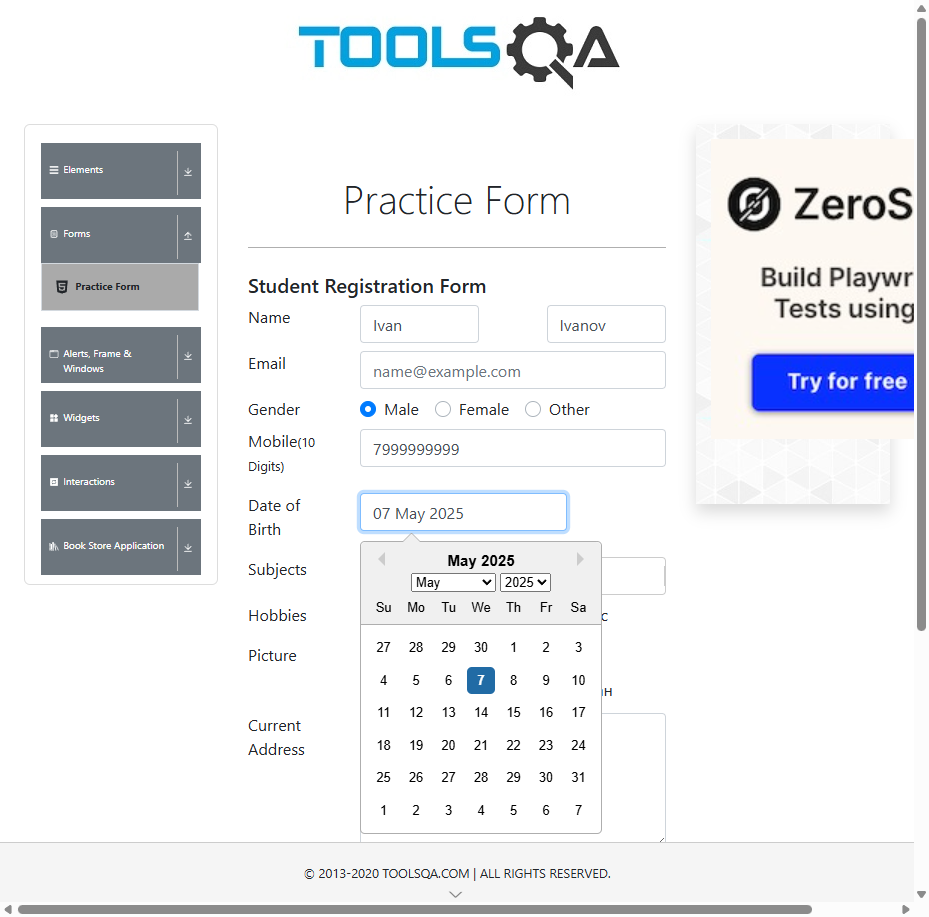 TOOLSQA
Elements
Forms
Practice Form
Alerts, Frame &
Windows
Widgets
Interactions
Book Store Application
Practice Form
Student Registration Form
Name
Ivan
Ivanov
Email
name@example.com
Gender
Male
Female
Other
Mobile(10
Digits)
7999999999
Date of
Birth
07 May 2025
May 2025
May
2025
Su Mo Tu We Th Fr Sa
27 28 29 30 1 2 3
4 5 6 7 8 9 10
11 12 13 14 15 16 17
18 19 20 21 22 23 24
25 26 27 28 29 30 31
1 2 3 4 5 6 7
Subjects
Hobbies
c
Picture
н
Current
Address
ZeroS
Build Playwr
Tests using
Try for free
© 2013-2020 TOOLSQA.COM | ALL RIGHTS RESERVED.